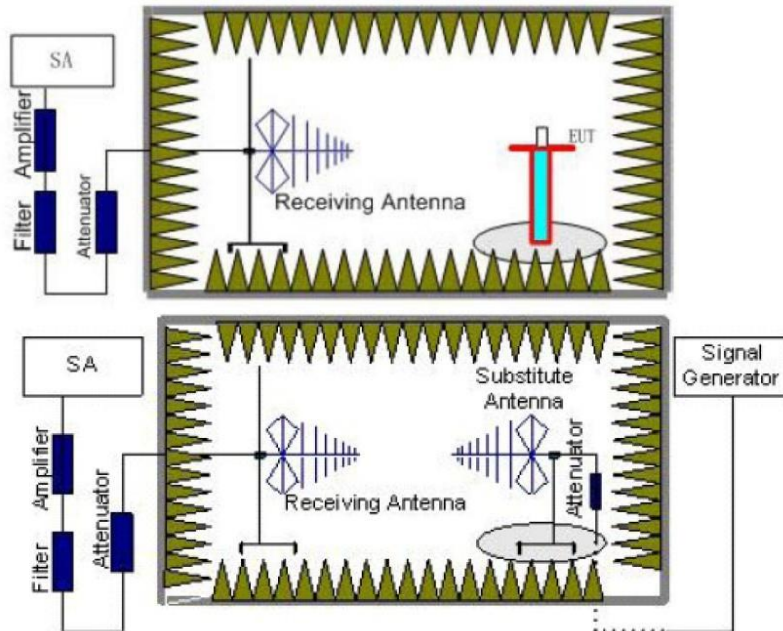 SA
Amplifier
Filter
Attenuator
EUT
Receiving Antenna
SA
Amplifier
Filter
Attenuator
Substitute
Antenna
Attenuator
Receiving Antenna
Signal
Generator